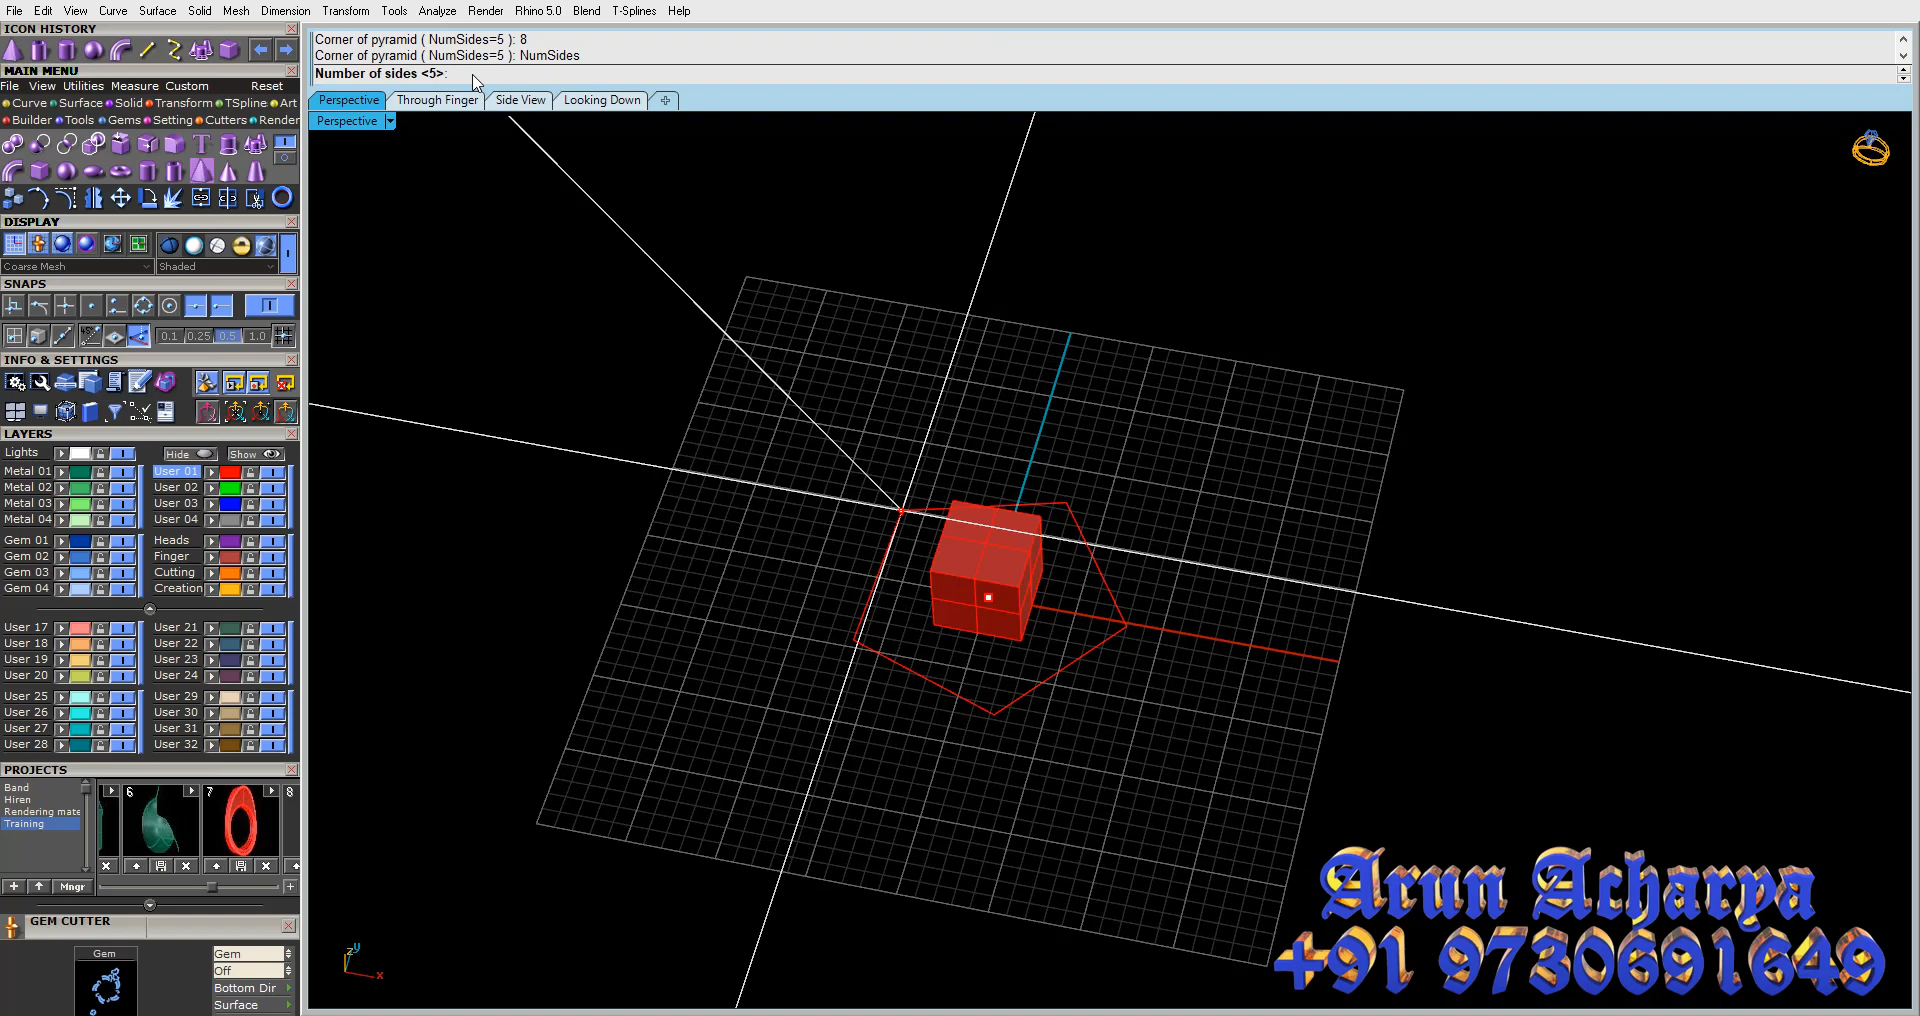 File Edit View Curve Surface Solid Mesh Dimension Transform Tools Analyze Render Rhino 5.0 Blend T-Splines Help
ICON HISTORY
MAIN MENU
File View Utilities Measure Custom Reset
Curve Surface Solid Transform TSpline Art
Builder Tools Gems Setting Cutters Render
DISPLAY
Coarse Mesh Shaded
SNAPS
0.1 0.25 0.5 1.0
INFO & SETTINGS
LAYERS
Lights Hide Show
Metal 01 User 01
Metal 02 User 02
Metal 03 User 03
Metal 04 User 04
Gem 01 Heads
Gem 02 Finger
Gem 03 Cutting
Gem 04 Creation
User 17 User 21
User 18 User 22
User 19 User 23
User 20 User 24
User 25 User 29
User 26 User 30
User 27 User 31
User 28 User 32
PROJECTS
Band
Hiren
Rendering mate
Training
6 7 8
Mngr
GEM CUTTER
Gem Gem
Off
Bottom Dir
Surface
Corner of pyramid ( NumSides=5 ): 8
Corner of pyramid ( NumSides=5 ): NumSides
Number of sides <5>:
Perspective Through Finger Side View Looking Down
Perspective
z y
x
Arun Acharya
+91 9730691649